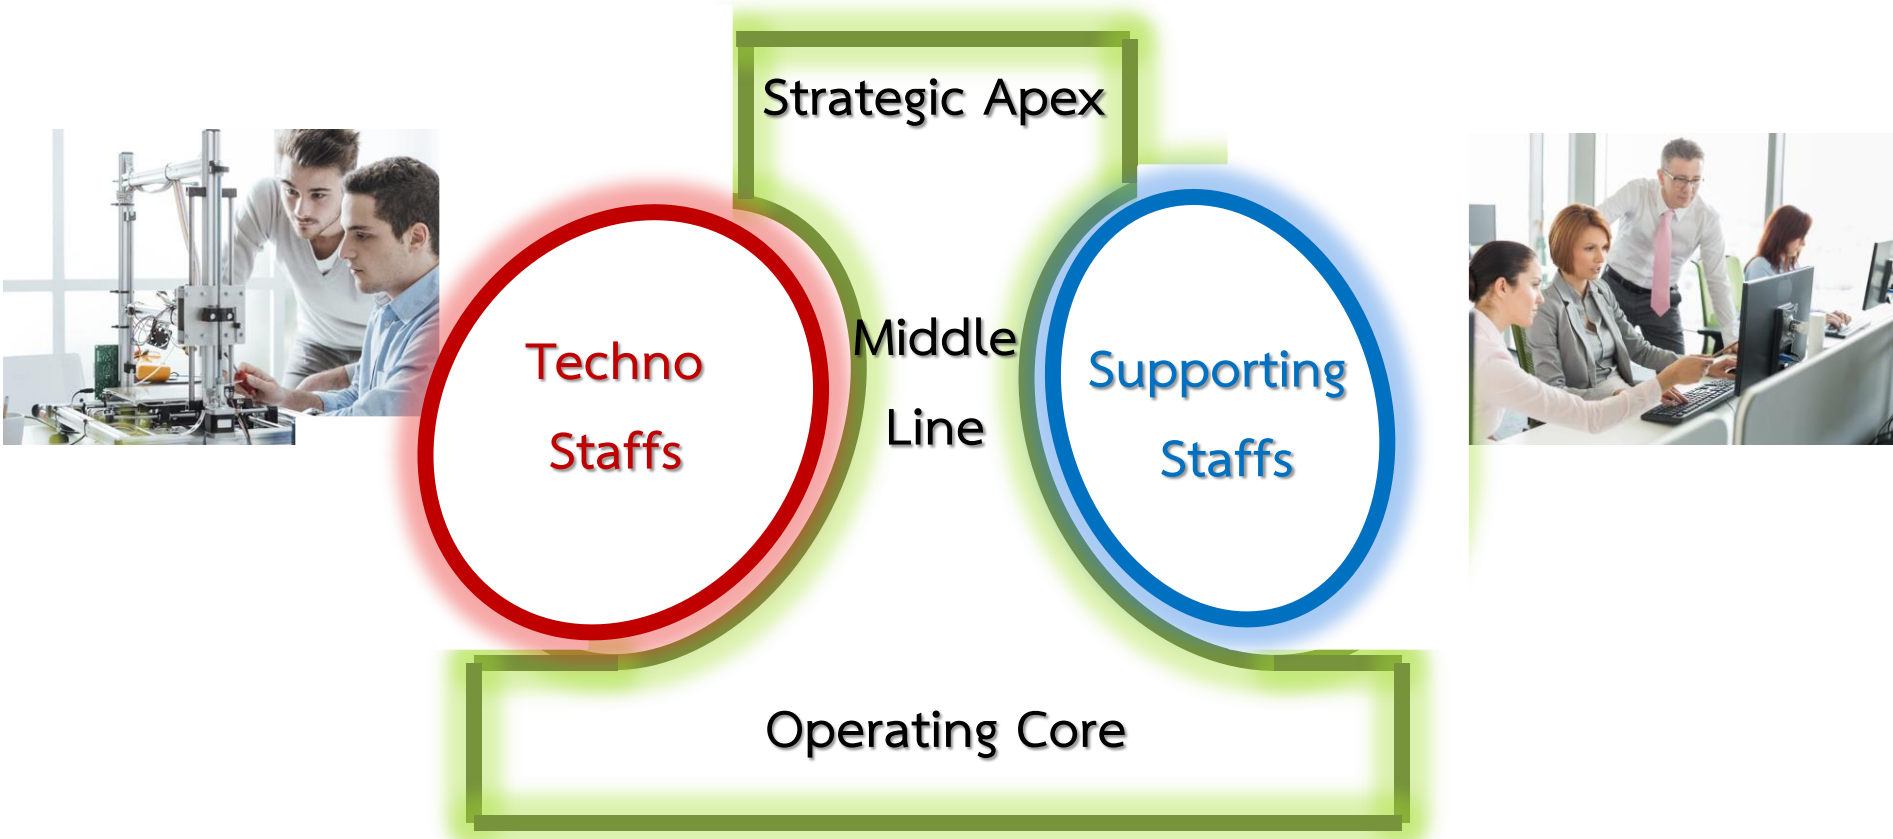 Strategic Apex
Techno
Staffs
Middle
Line
Supporting
Staffs
Operating Core